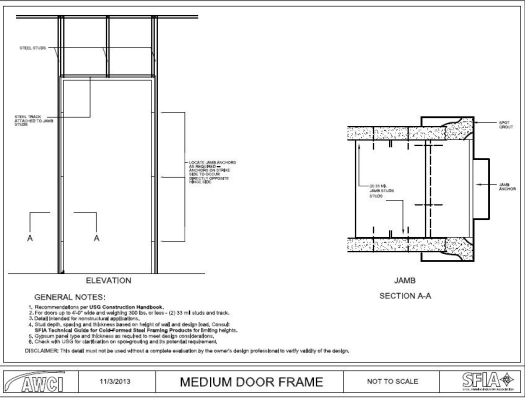 STEEL STUDS
STEEL TRACK
ATTACHED TO JAMB
STUDS
LOCATE JAMB ANCHORS
AS REQUIRED —
ANCHORS ON STRIKE
SIDE TO OCCUR
DIRECTLY OPPOSITE
HINGE SIDE
A
A
ELEVATION
SPOT
GROUT
JAMB
ANCHOR
JAMB STUDS
STUDS
JAMB
SECTION A-A
GENERAL NOTES:
1. Recommendations per USG Construction Handbook.
2. For doors up to 4'-0" wide and weighing 300 lbs. or less - (2) 33 mil studs and track.
3. Detail intended for nonstructural applications.
4. Stud depth, spacing and thickness based on height of wall and design load. Consult
SFIA Technical Guide for Cold-Formed Steel Framing Products for limiting heights.
5. Gypsum panel type and thickness as required to meet design considerations.
6. Check with USG for clarification on spot-grouting and its potential requirement.
DISCLAIMER: This detail must not be used without a complete evaluation by the owner's design professional to verify validity of the design.
AWCI
11/3/2013
MEDIUM DOOR FRAME
NOT TO SCALE
SFIA